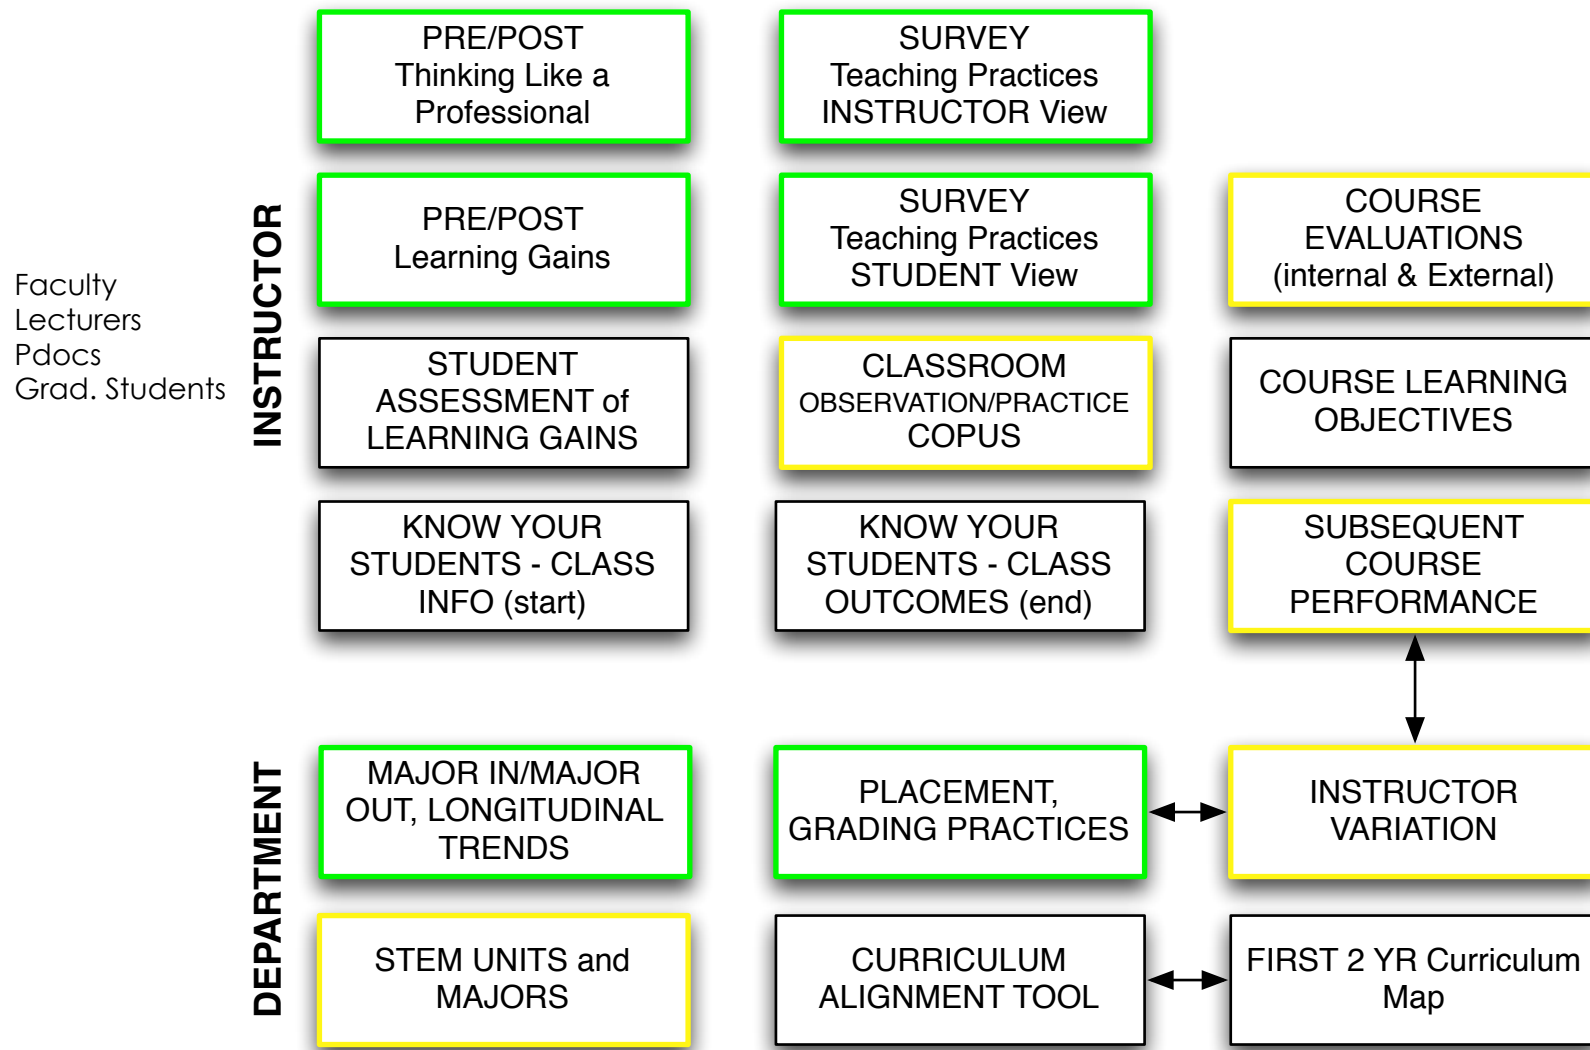 PRE/POST
Thinking Like a
Professional
SURVEY
Teaching Practices
INSTRUCTOR View
Faculty
Lecturers
Pdocs
Grad. Students
INSTRUCTOR
PRE/POST
Learning Gains
SURVEY
Teaching Practices
STUDENT View
COURSE
EVALUATIONS
(internal & External)
STUDENT
ASSESSMENT of
LEARNING GAINS
CLASSROOM
OBSERVATION/PRACTICE
COPUS
COURSE LEARNING
OBJECTIVES
KNOW YOUR
STUDENTS - CLASS
INFO (start)
KNOW YOUR
STUDENTS - CLASS
OUTCOMES (end)
SUBSEQUENT
COURSE
PERFORMANCE
DEPARTMENT
MAJOR IN/MAJOR
OUT, LONGITUDINAL
TRENDS
PLACEMENT,
GRADING PRACTICES
INSTRUCTOR
VARIATION
STEM UNITS and
MAJORS
CURRICULUM
ALIGNMENT TOOL
FIRST 2 YR Curriculum
Map